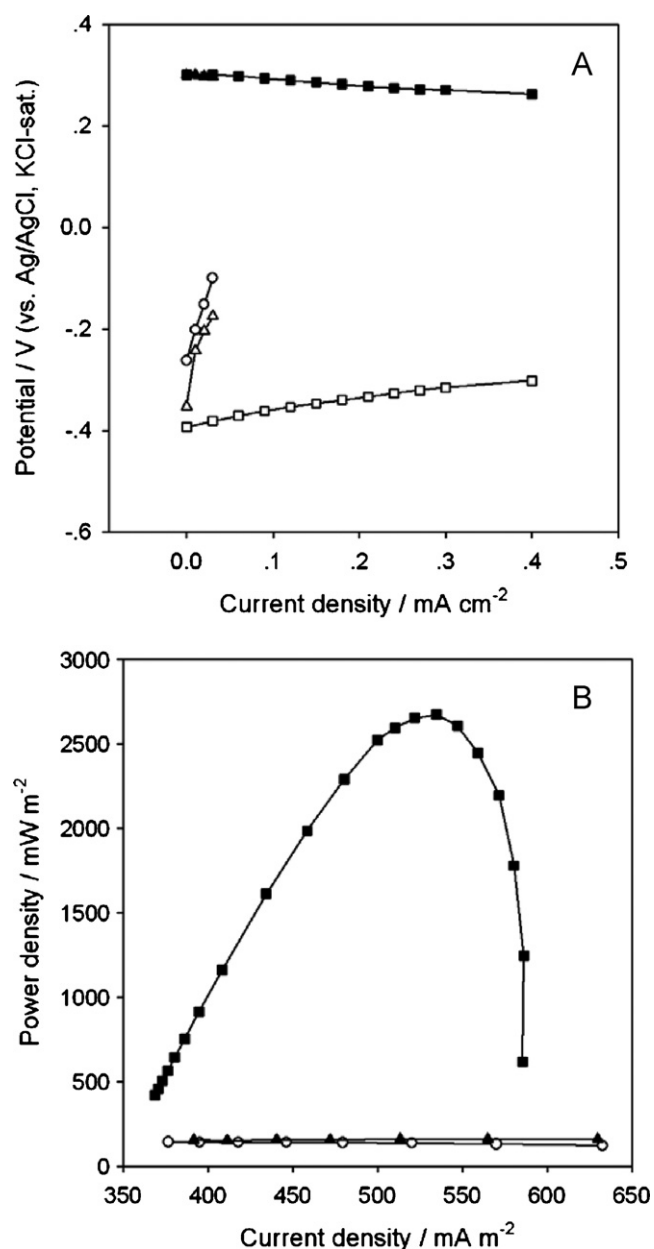 A
.4
.2
0.0
-.2
-.4
-.6
Potential / V (vs. Ag/AgCl, KCl-sat.)
0.0 .1 .2 .3 .4 .5
Current density / mA cm-2
B
3000
2500
2000
1500
1000
500
0
Power density / mW m-2
350 400 450 500 550 600 650
Current density / mA m-2